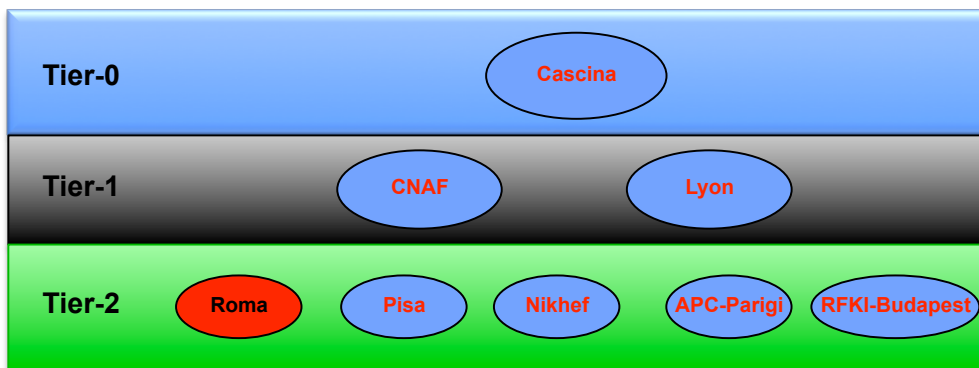 Tier-0
Cascina
Tier-1
CNAF
Lyon
Tier-2
Roma
Pisa
Nikhef
APC-Parigi
RFKI-Budapest